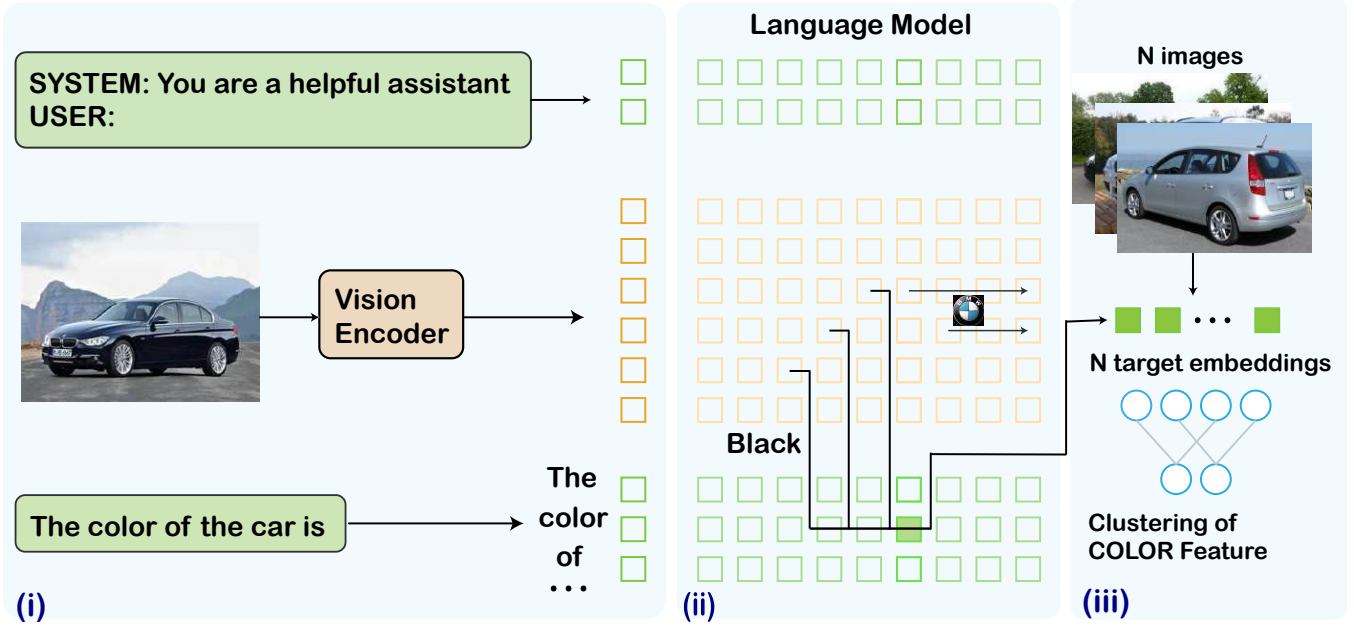 SYSTEM: You are a helpful assistant
USER:
Vision
Encoder
The color of the car is
The
color
of
...
(i)
Language Model
BMW
Black
(ii)
N images
...
N target embeddings
Clustering of
COLOR Feature
(iii)